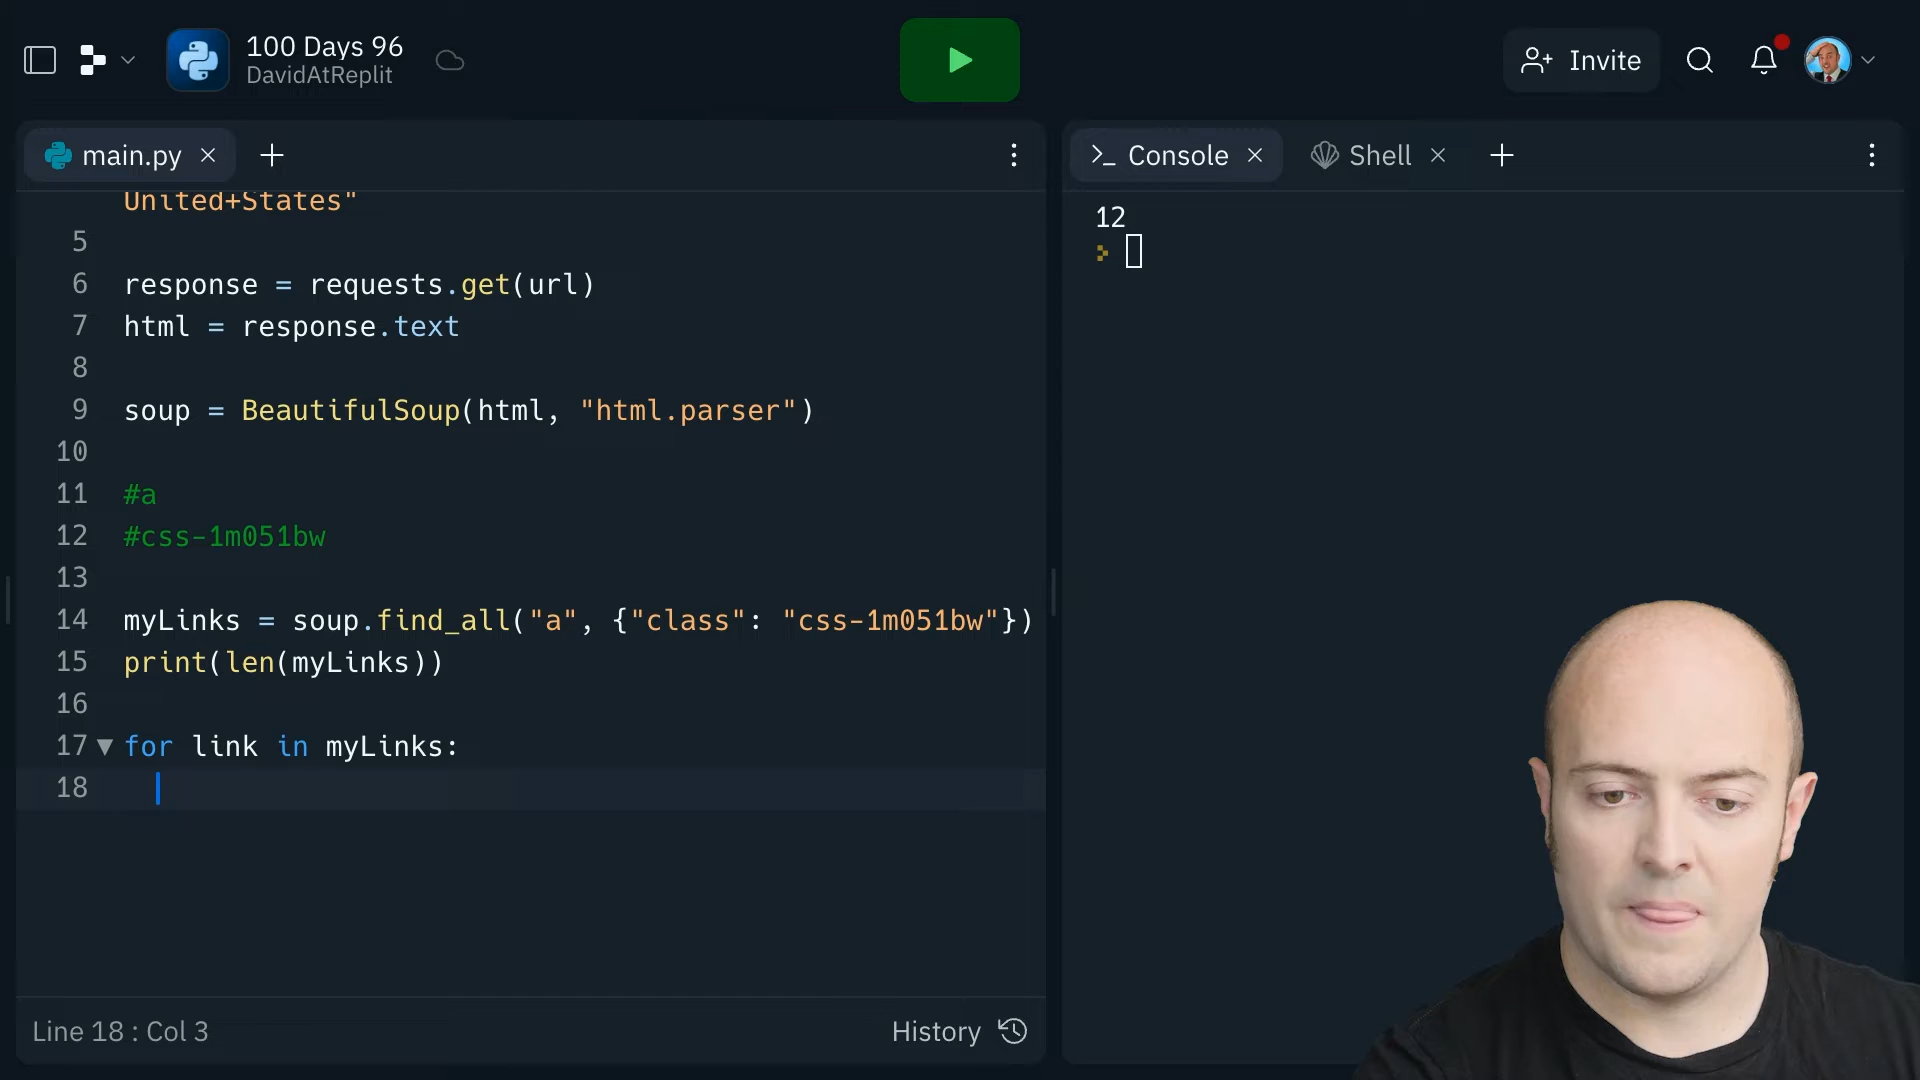 100 Days 96
DavidAtReplit
Invite
main.py
Console
Shell
United+States"
5
6 response = requests.get(url)
7 html = response.text
8
9 soup = BeautifulSoup(html, "html.parser")
10
11 #a
12 #css-1m051bw
13
14 myLinks = soup.find_all("a", {"class": "css-1m051bw"})
15 print(len(myLinks))
16
17 for link in myLinks:
18
Line 18 : Col 3
History
12